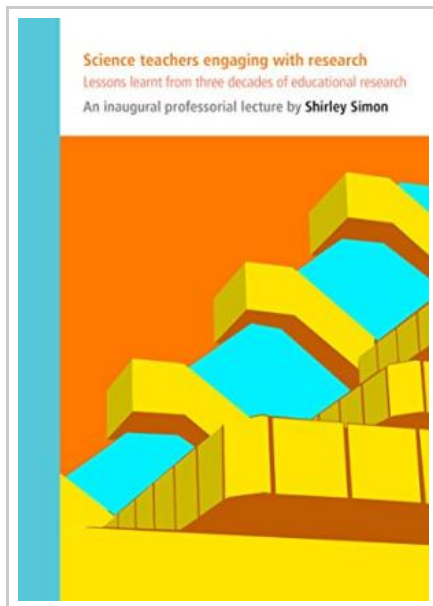 Science teachers engaging with research
Lessons learnt from three decades of educational research
An inaugural professorial lecture by Shirley Simon